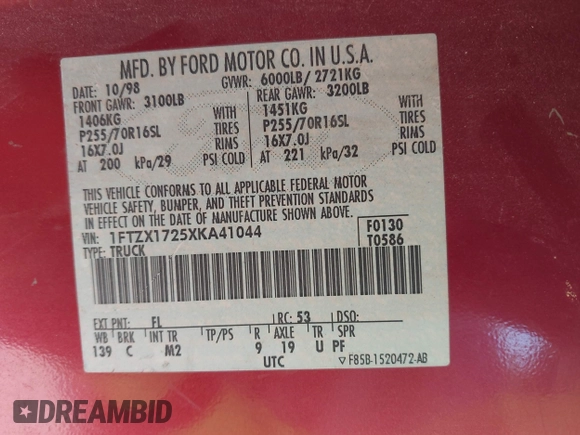 MFD. BY FORD MOTOR CO. IN U.S.A.
DATE: 10/98 GVWR: 6000LB/ 2721KG
FRONT GAWR: 3100LB REAR GAWR: 3200LB
1406KG WITH 1451KG WITH
P255/70R16SL TIRES P255/70R16SL TIRES
16X7.0J RIMS 16X7.0J RIMS
AT 200 kPa/29 PSI COLD AT 221 kPa/32 PSI COLD
THIS VEHICLE CONFORMS TO ALL APPLICABLE FEDERAL MOTOR
VEHICLE SAFETY, BUMPER, AND THEFT PREVENTION STANDARDS
IN EFFECT ON THE DATE OF MANUFACTURE SHOWN ABOVE.
VIN: 1FTZX1725XKA41044 F0130
TYPE: TRUCK T0586
EXT PNT: FL RC: 53 DSO:
WB BRK INT TR TP/PS R AXLE TR SPR
139 C M2 9 19 U PF
UTC F85B-1520472-AB
DREAMBID